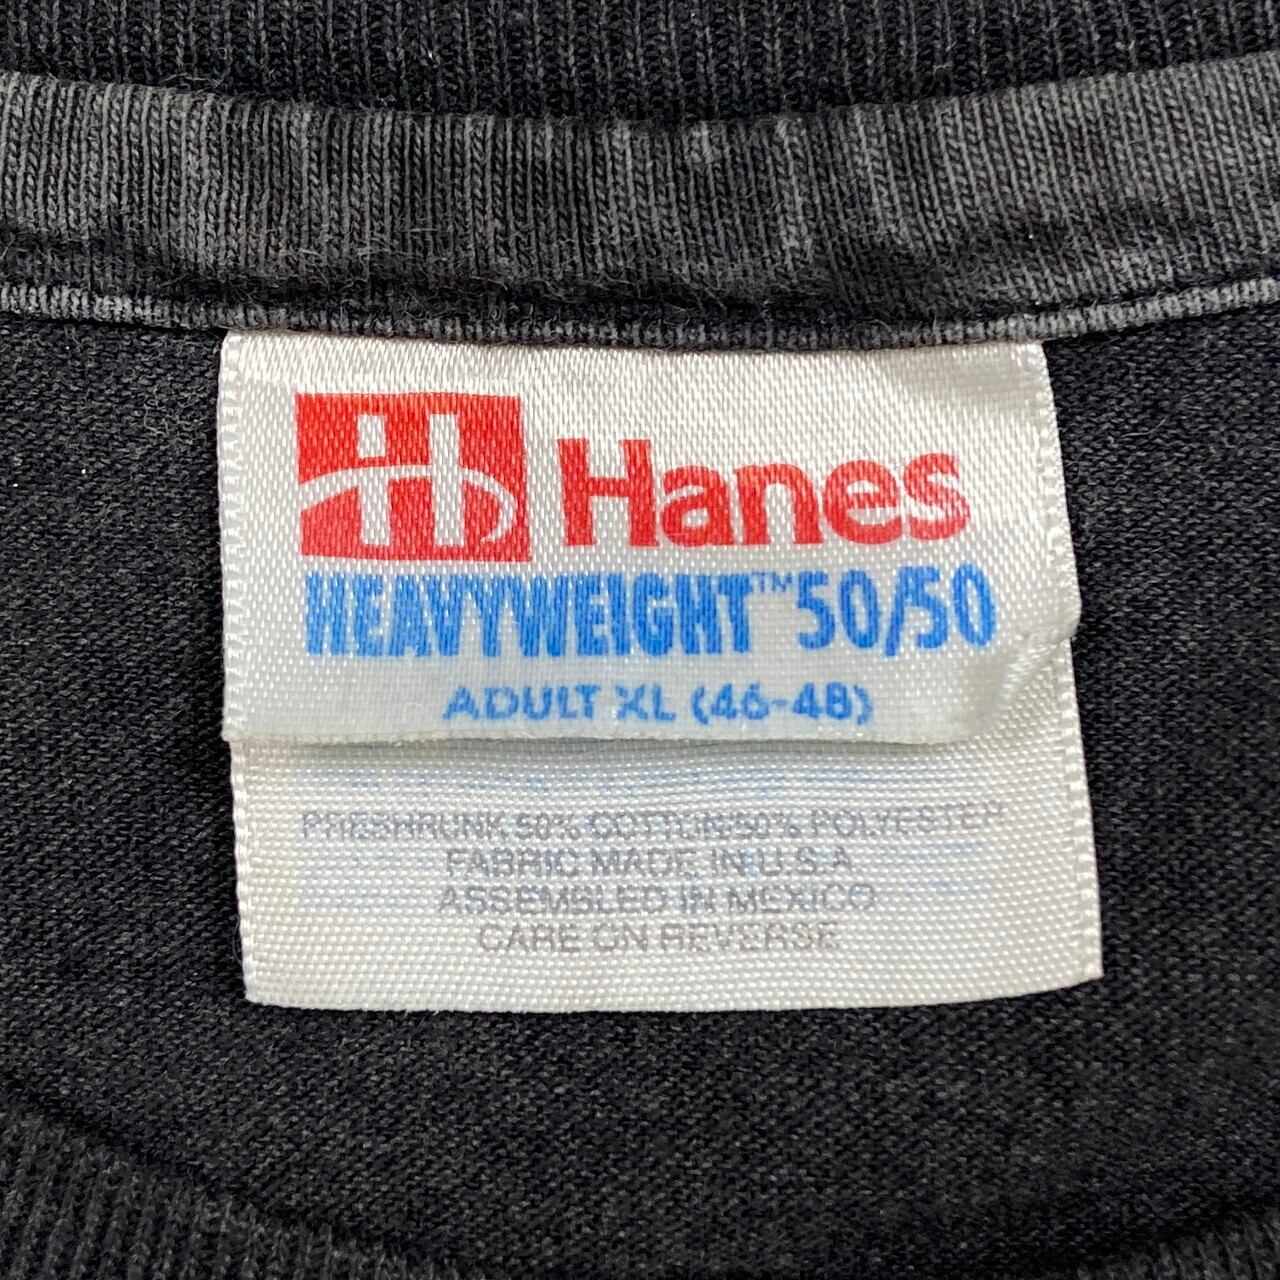 H Hanes
HEAVYWEIGHT™ 50/50
ADULT XL (46-48)
PRESHRUNK 50% COTTON/50% POLYESTER
FABRIC MADE IN U.S.A
ASSEMBLED IN MEXICO
CARE ON REVERSE